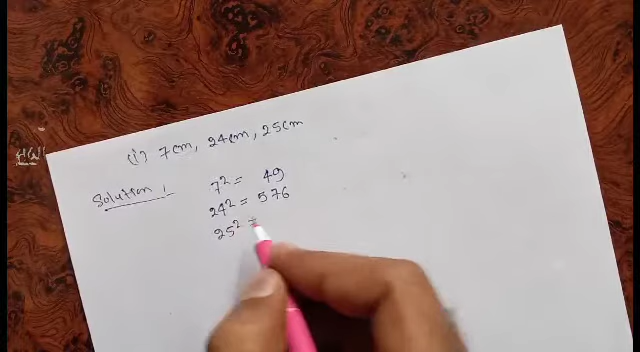 (i) 7cm, 24cm, 25cm
Solution,
7² = 49
24² = 576
25² =